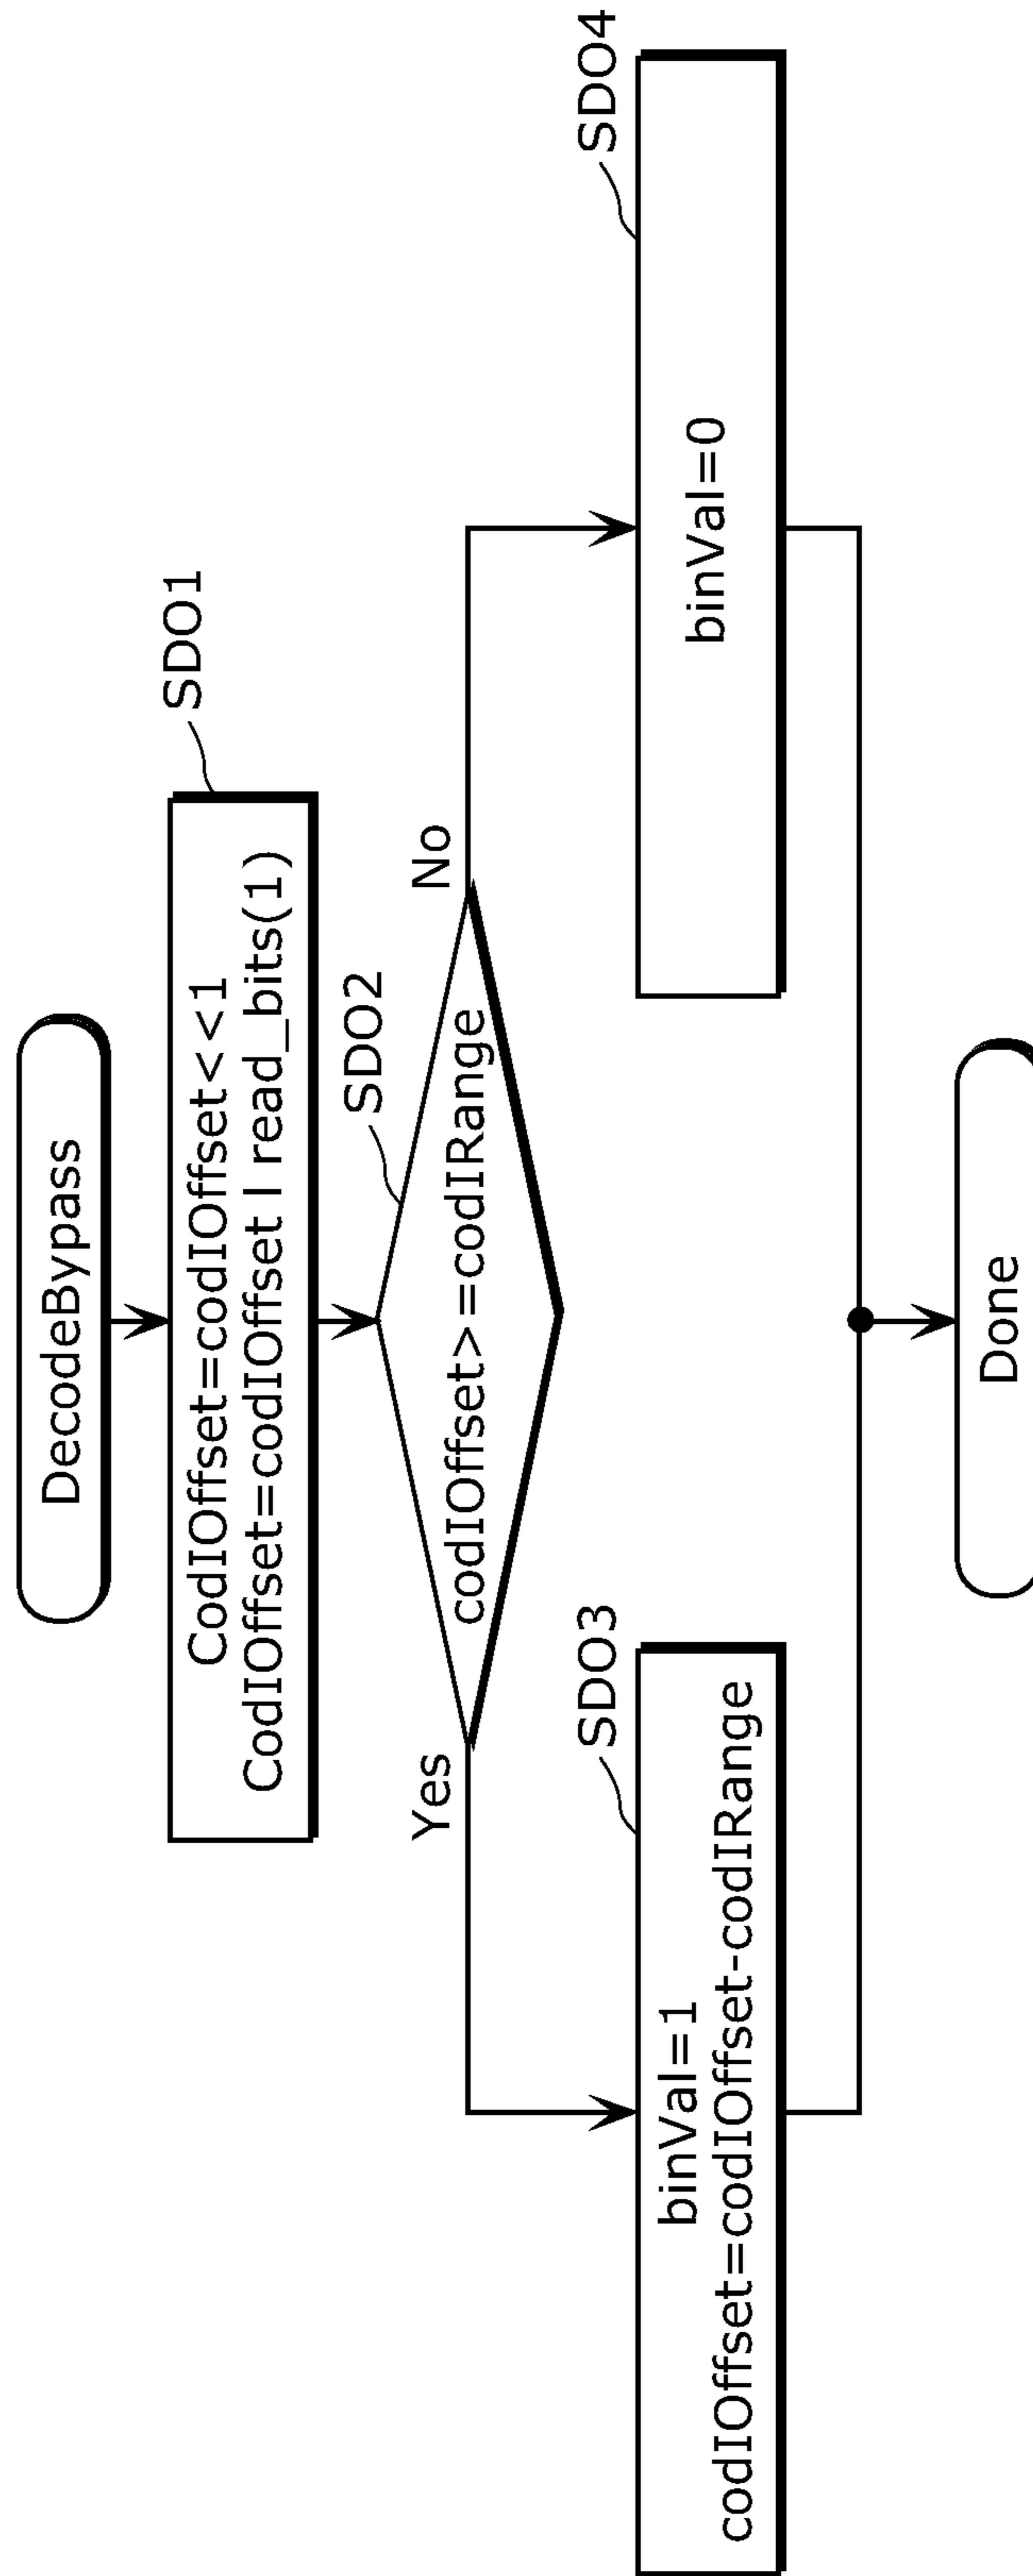 DecodeBypass
SDO1
CodIOffset=codIOffset<<1
CodIOffset=codIOffset | read_bits(1)
SDO2
codIOffset>=codIRange
Yes
No
SDO3
binVal=1
codIOffset=codIOffset-codIRange
SDO4
binVal=0
Done